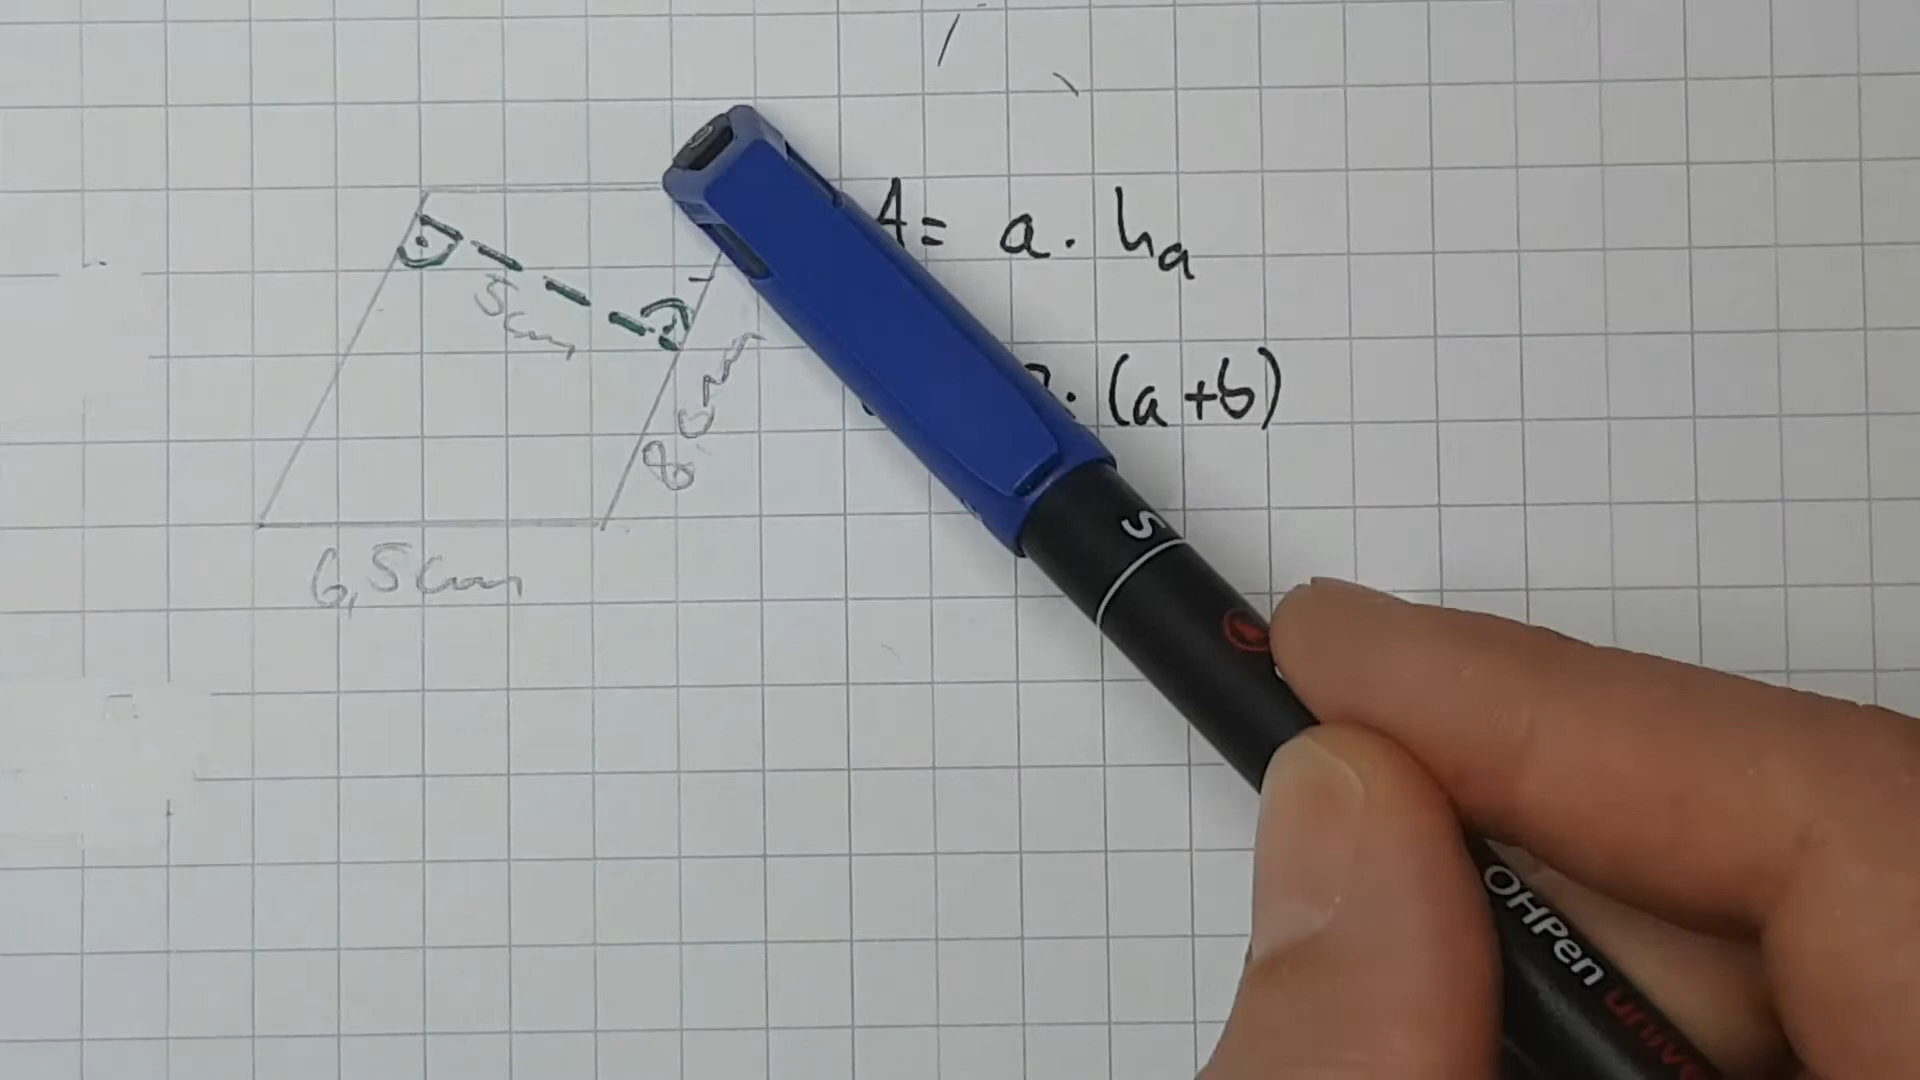 A = a · hₐ
5cm
· (a+b)
8cm
6,5cm
S
OHPen